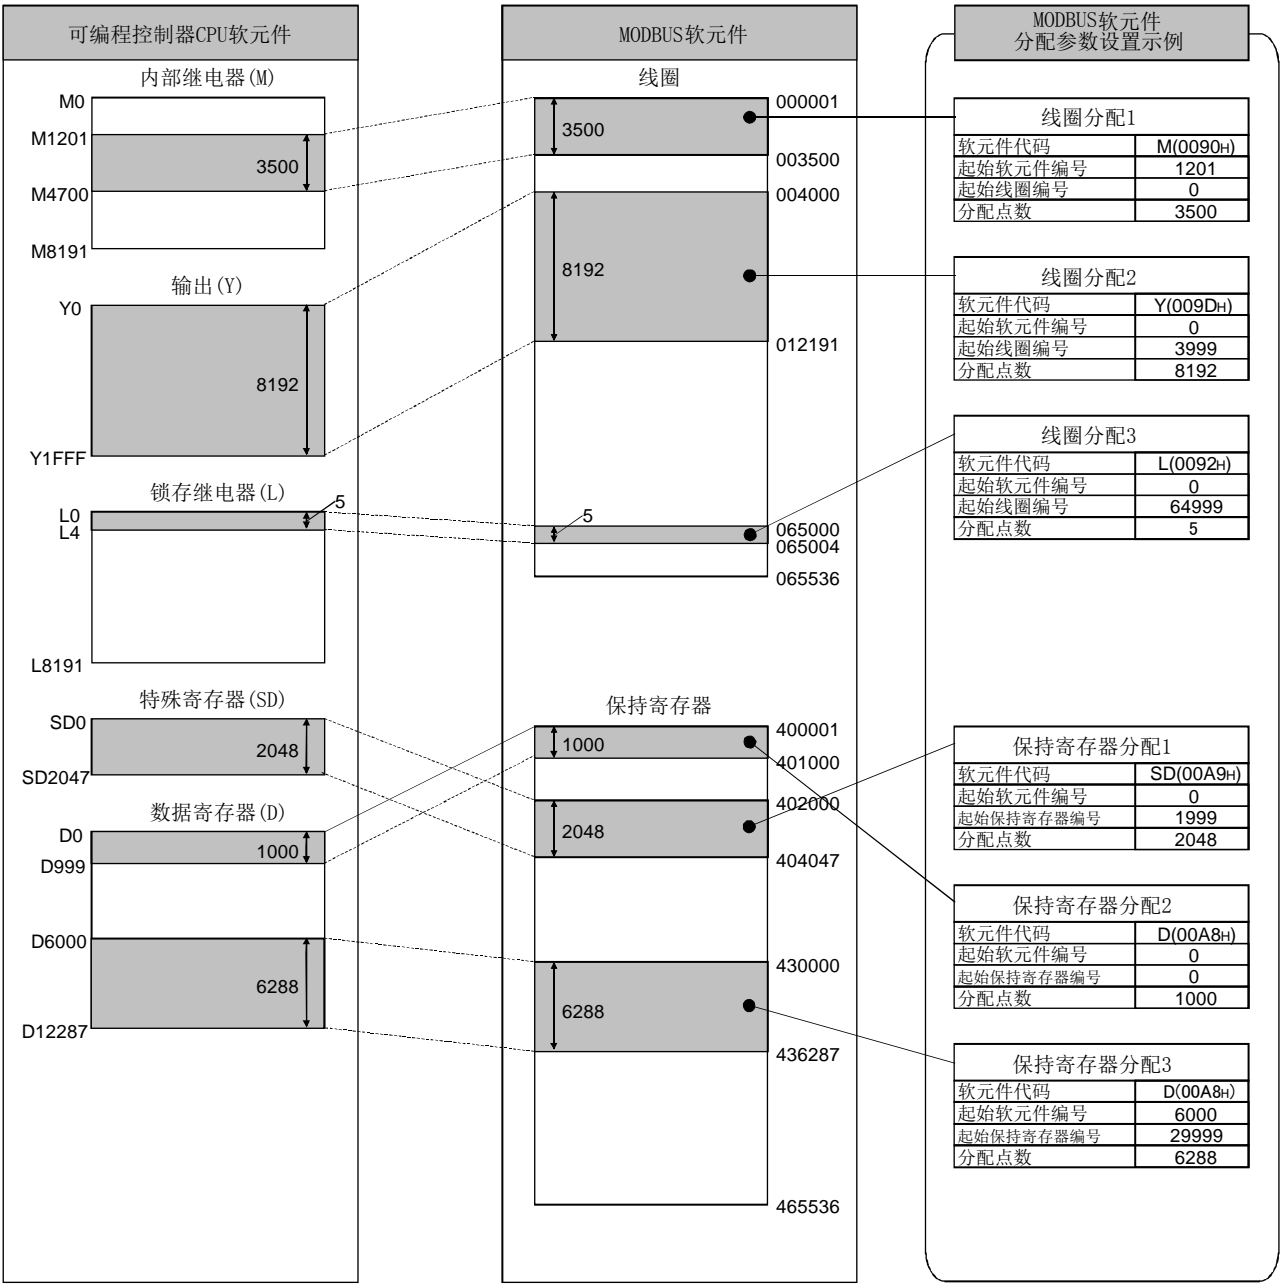 可编程控制器CPU软元件
内部继电器(M)
M0
M1201
3500
M4700
M8191
输出(Y)
Y0
8192
Y1FFF
锁存继电器(L)
L0
5
L4
L8191
特殊寄存器(SD)
SD0
2048
SD2047
数据寄存器(D)
D0
1000
D999
D6000
6288
D12287
MODBUS软元件
线圈
000001
3500
003500
004000
8192
012191
5
065000
065004
065536
保持寄存器
400001
1000
401000
402000
2048
404047
430000
6288
436287
465536
MODBUS软元件
分配参数设置示例
线圈分配1
软元件代码 M(0090H)
起始软元件编号 1201
起始线圈编号 0
分配点数 3500
线圈分配2
软元件代码 Y(009DH)
起始软元件编号 0
起始线圈编号 3999
分配点数 8192
线圈分配3
软元件代码 L(0092H)
起始软元件编号 0
起始线圈编号 64999
分配点数 5
保持寄存器分配1
软元件代码 SD(00A9H)
起始软元件编号 0
起始保持寄存器编号 1999
分配点数 2048
保持寄存器分配2
软元件代码 D(00A8H)
起始软元件编号 0
起始保持寄存器编号 0
分配点数 1000
保持寄存器分配3
软元件代码 D(00A8H)
起始软元件编号 6000
起始保持寄存器编号 29999
分配点数 6288